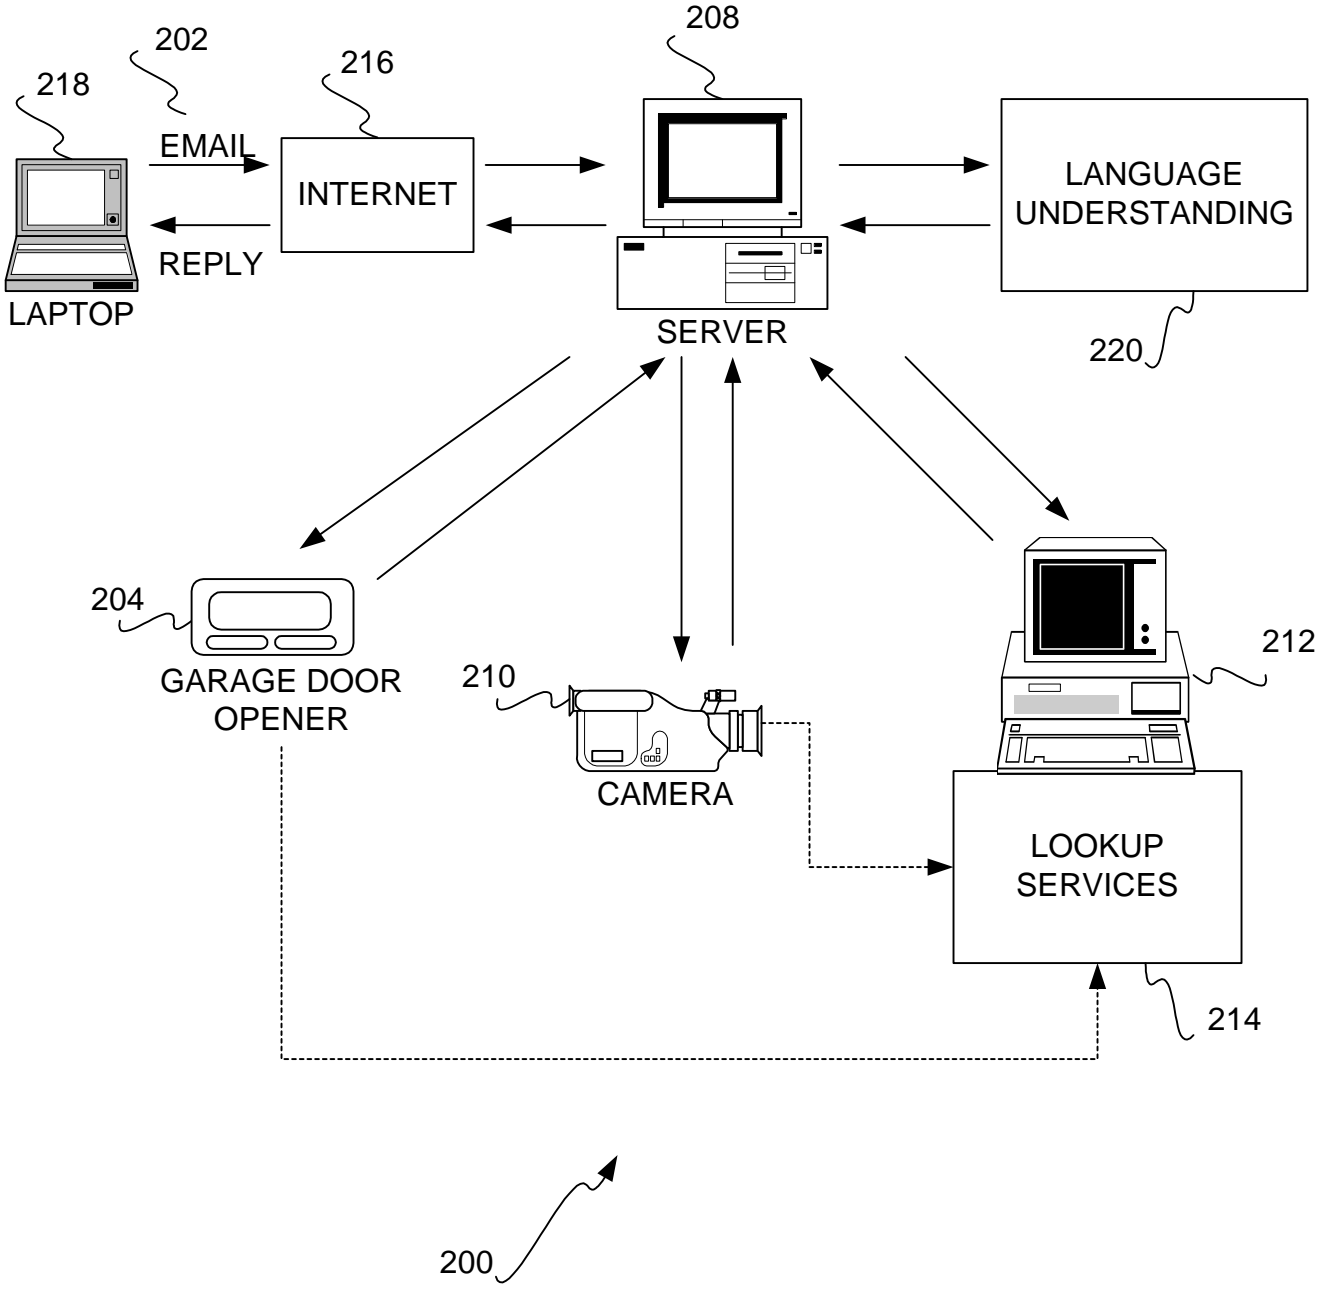 208
202
216
218
EMAIL
INTERNET
LANGUAGE
UNDERSTANDING
REPLY
LAPTOP
SERVER
220
204
GARAGE DOOR
OPENER
210
CAMERA
212
LOOKUP
SERVICES
214
200